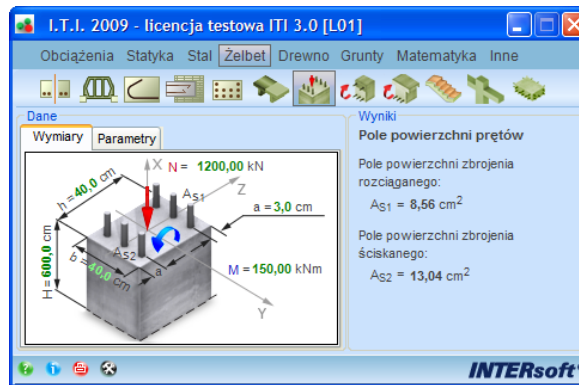 I.T.I. 2009 - licencja testowa ITI 3.0 [L01]
Obciążenia Statyka Stal Żelbet Drewno Grunty Matematyka Inne
Dane
Wymiary Parametry
X N = 1200,00 kN
h = 40,0 cm
AS1
Z
a = 3,0 cm
H = 600,0 cm
AS2
b = 40,0 cm
a
M = 150,00 kNm
Y
Wyniki
Pole powierzchni prętów
Pole powierzchni zbrojenia
rozciąganego:
AS1 = 8,56 cm²
Pole powierzchni zbrojenia
ściskanego:
AS2 = 13,04 cm²
INTERsoft